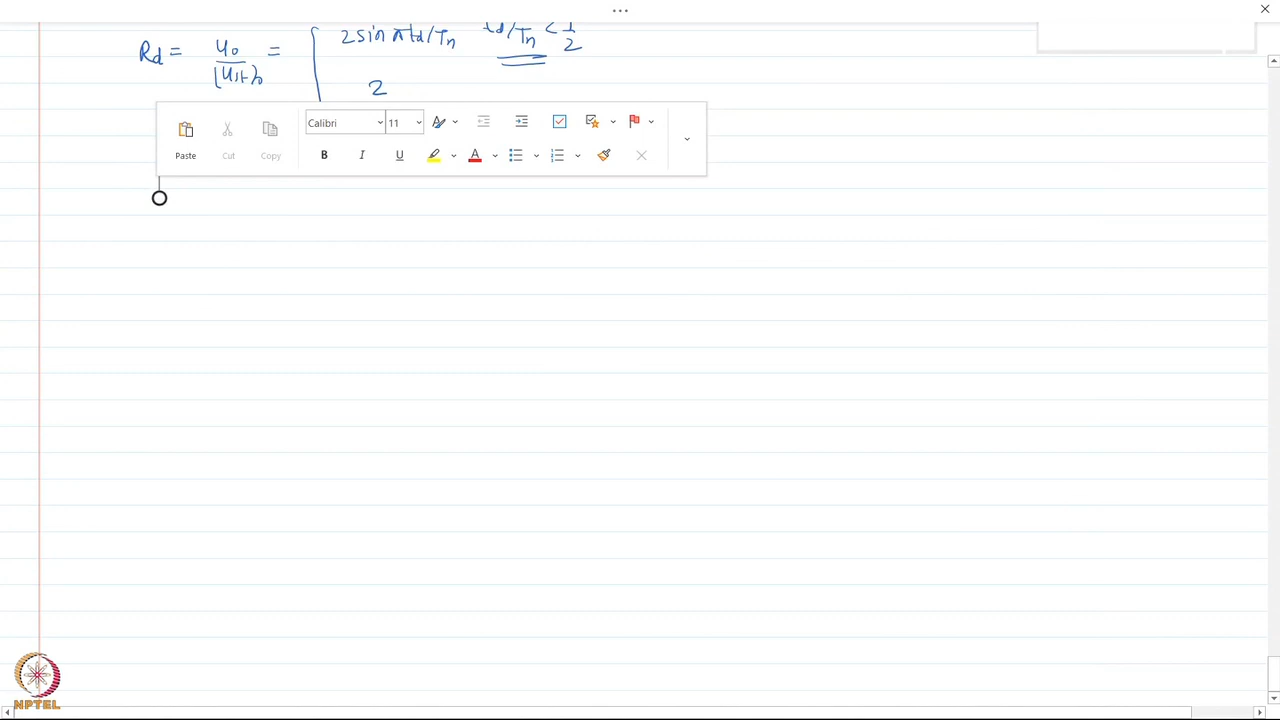 Rd = u₀ / (ust)₀ = { 2 sin πtd/Tn td/Tn < 1/2
2
Calibri 11
Paste Cut Copy B I U
NPTEL